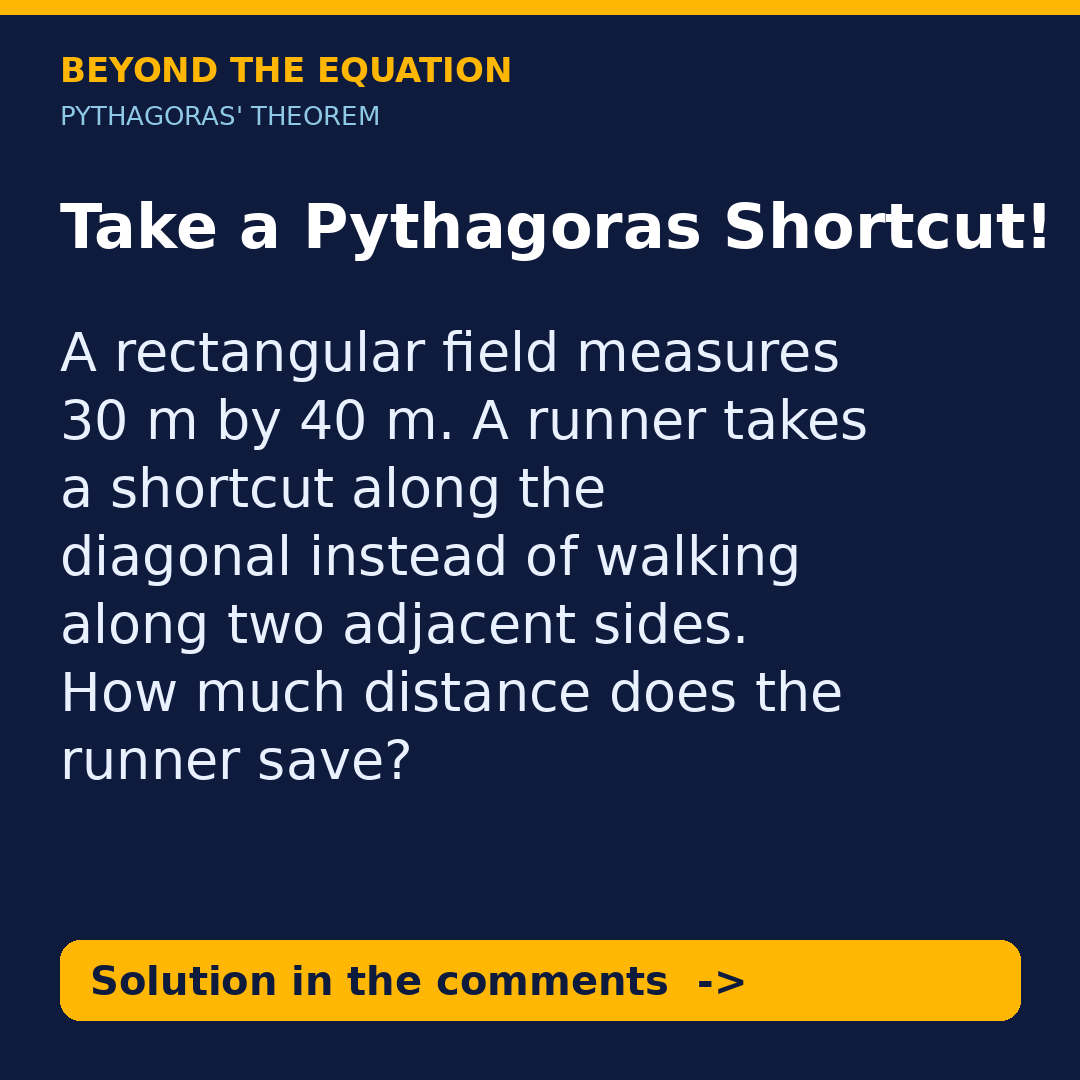 BEYOND THE EQUATION
PYTHAGORAS' THEOREM
Take a Pythagoras Shortcut!
A rectangular field measures
30 m by 40 m. A runner takes
a shortcut along the
diagonal instead of walking
along two adjacent sides.
How much distance does the
runner save?
Solution in the comments  ->